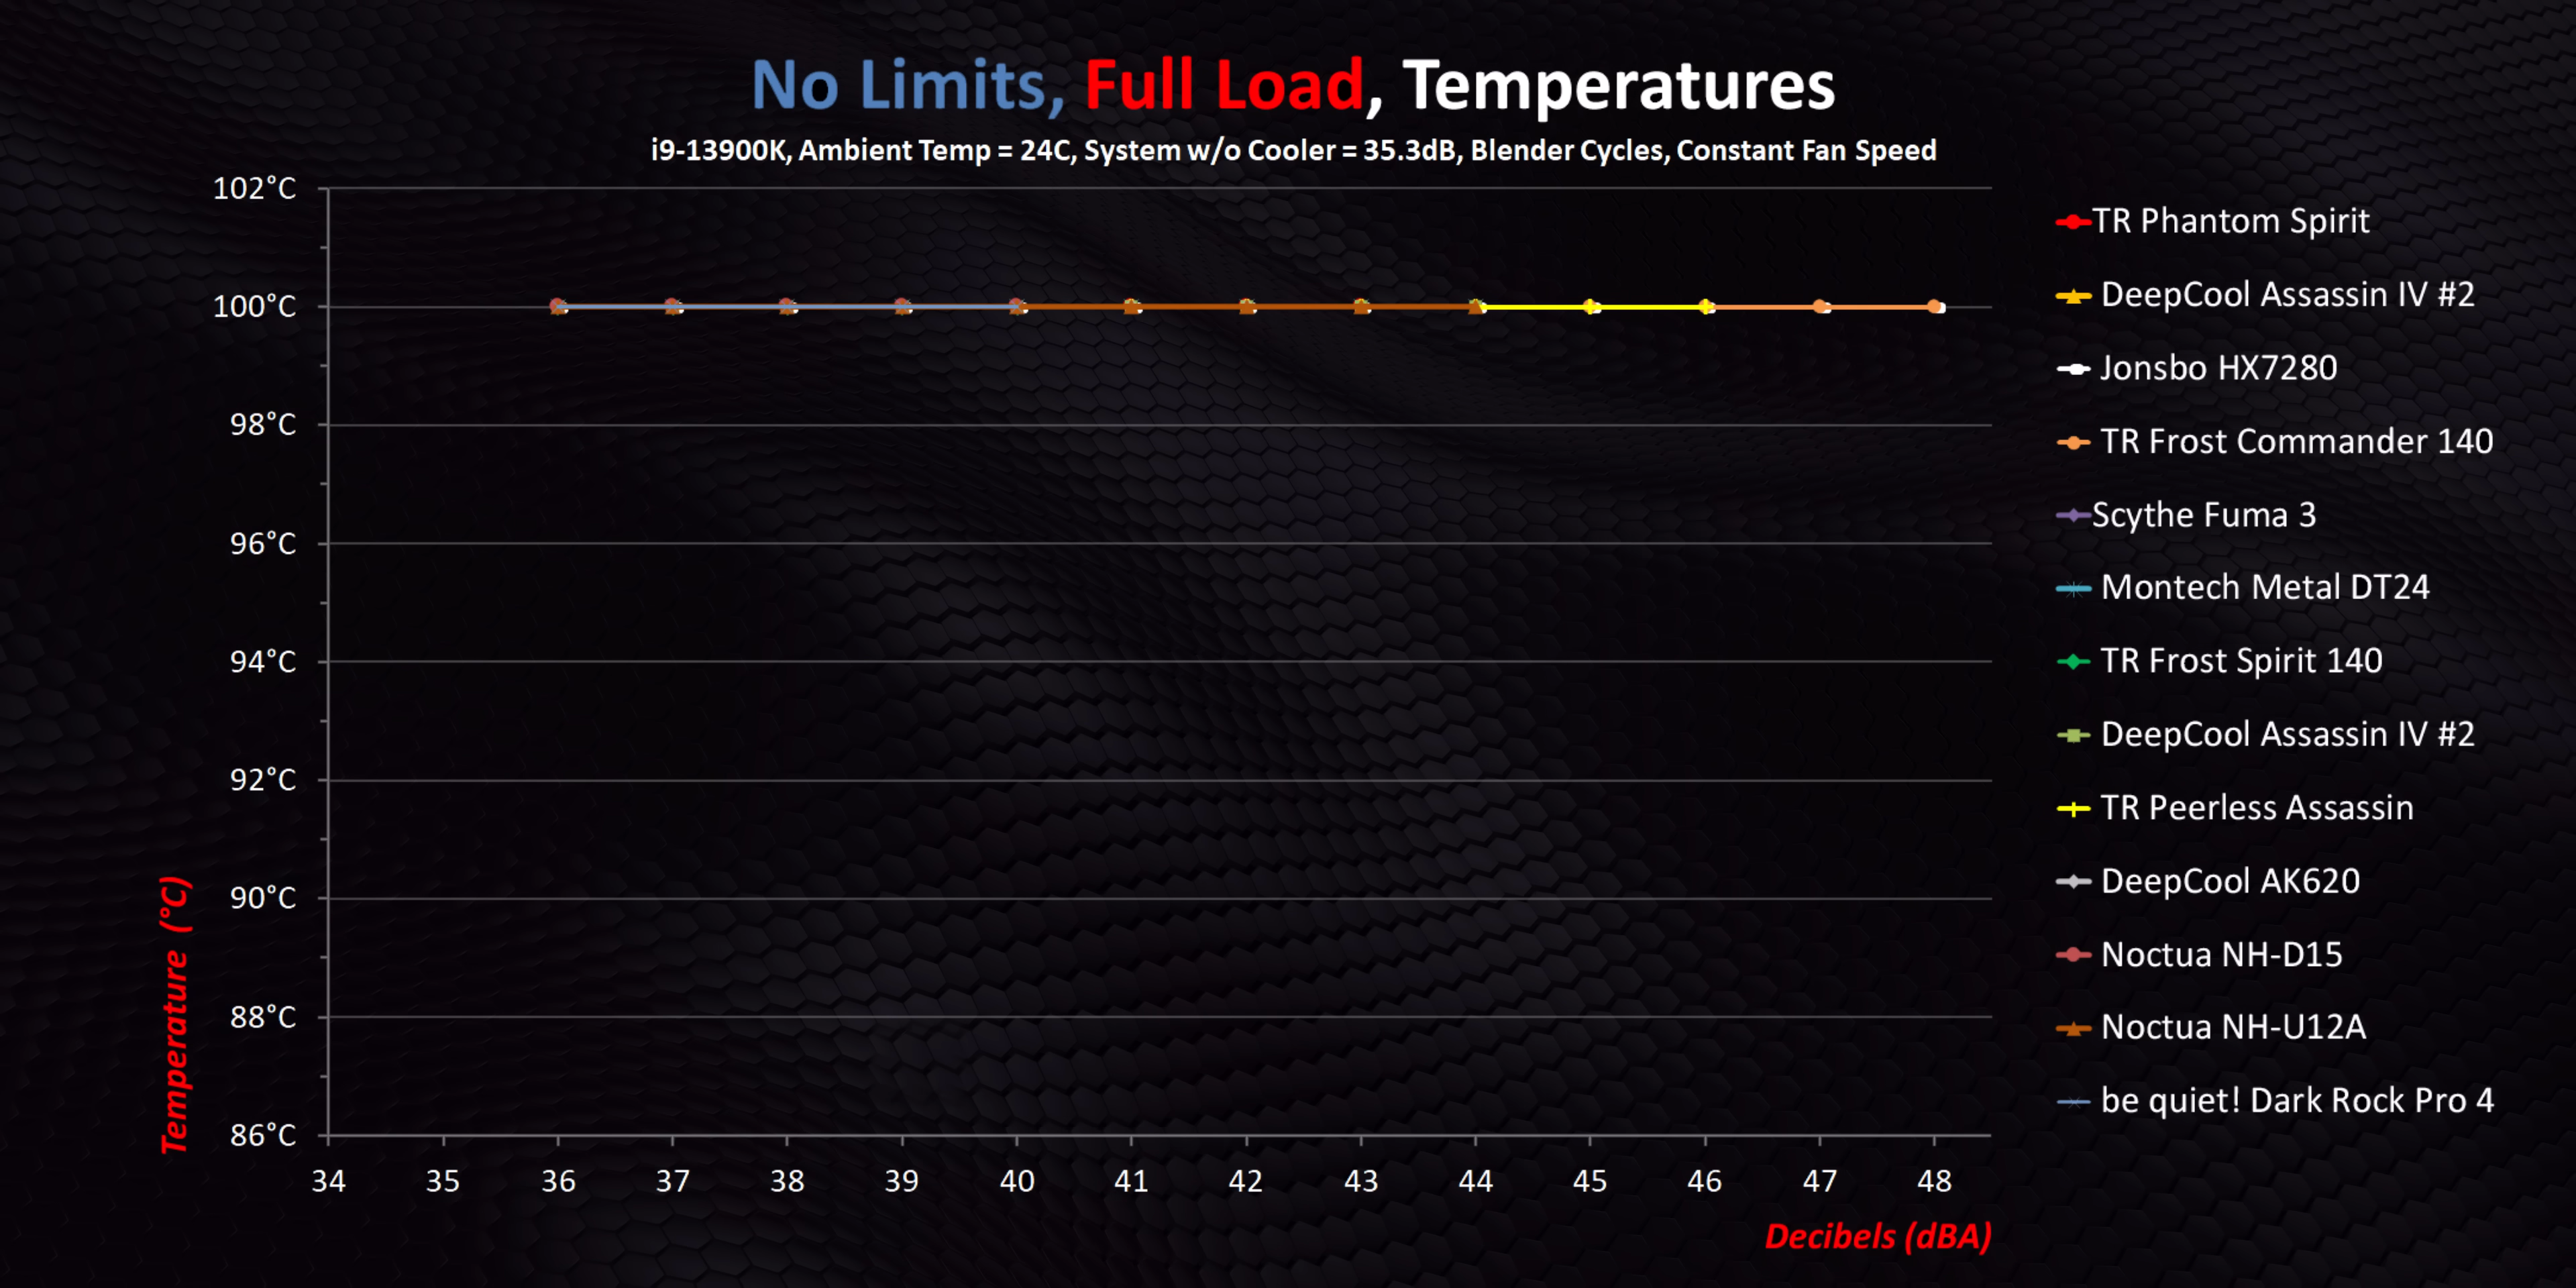 No Limits, Full Load, Temperatures
i9-13900K, Ambient Temp = 24C, System w/o Cooler = 35.3dB, Blender Cycles, Constant Fan Speed
102°C
100°C
98°C
96°C
94°C
92°C
90°C
88°C
86°C
Temperature (°C)
34 35 36 37 38 39 40 41 42 43 44 45 46 47 48
Decibels (dBA)
TR Phantom Spirit
DeepCool Assassin IV #2
Jonsbo HX7280
TR Frost Commander 140
Scythe Fuma 3
Montech Metal DT24
TR Frost Spirit 140
DeepCool Assassin IV #2
TR Peerless Assassin
DeepCool AK620
Noctua NH-D15
Noctua NH-U12A
be quiet! Dark Rock Pro 4